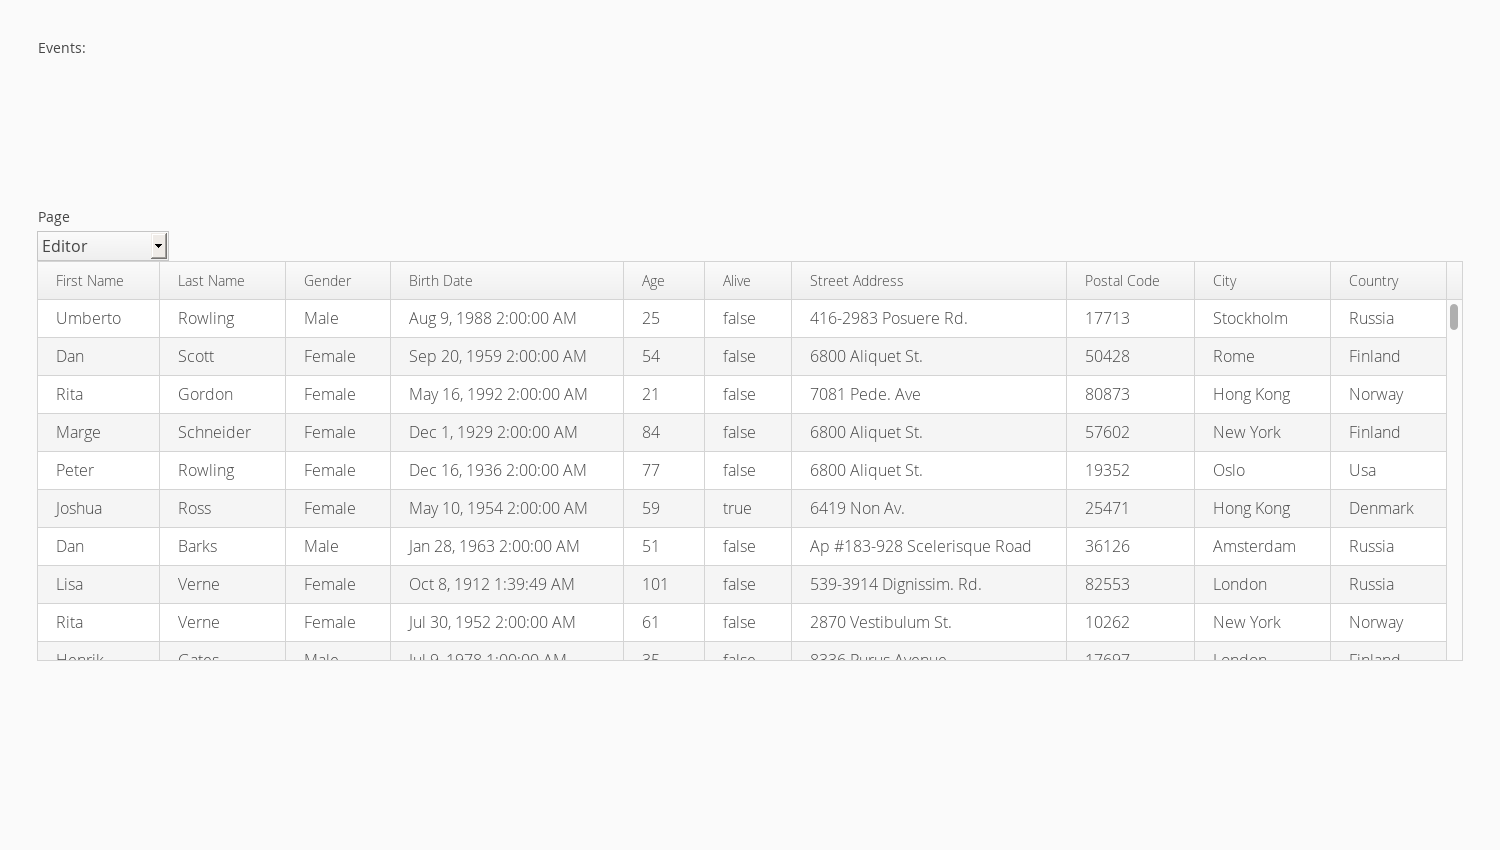 Events:
Page
Editor
First Name Last Name Gender Birth Date Age Alive Street Address Postal Code City Country
Umberto Rowling Male Aug 9, 1988 2:00:00 AM 25 false 416-2983 Posuere Rd. 17713 Stockholm Russia
Dan Scott Female Sep 20, 1959 2:00:00 AM 54 false 6800 Aliquet St. 50428 Rome Finland
Rita Gordon Female May 16, 1992 2:00:00 AM 21 false 7081 Pede. Ave 80873 Hong Kong Norway
Marge Schneider Female Dec 1, 1929 2:00:00 AM 84 false 6800 Aliquet St. 57602 New York Finland
Peter Rowling Female Dec 16, 1936 2:00:00 AM 77 false 6800 Aliquet St. 19352 Oslo Usa
Joshua Ross Female May 10, 1954 2:00:00 AM 59 true 6419 Non Av. 25471 Hong Kong Denmark
Dan Barks Male Jan 28, 1963 2:00:00 AM 51 false Ap #183-928 Scelerisque Road 36126 Amsterdam Russia
Lisa Verne Female Oct 8, 1912 1:39:49 AM 101 false 539-3914 Dignissim. Rd. 82553 London Russia
Rita Verne Female Jul 30, 1952 2:00:00 AM 61 false 2870 Vestibulum St. 10262 New York Norway
Henrik Gates Male Jul 9, 1978 1:00:00 AM 35 false 8336 Purus Avenue 17697 London Finland